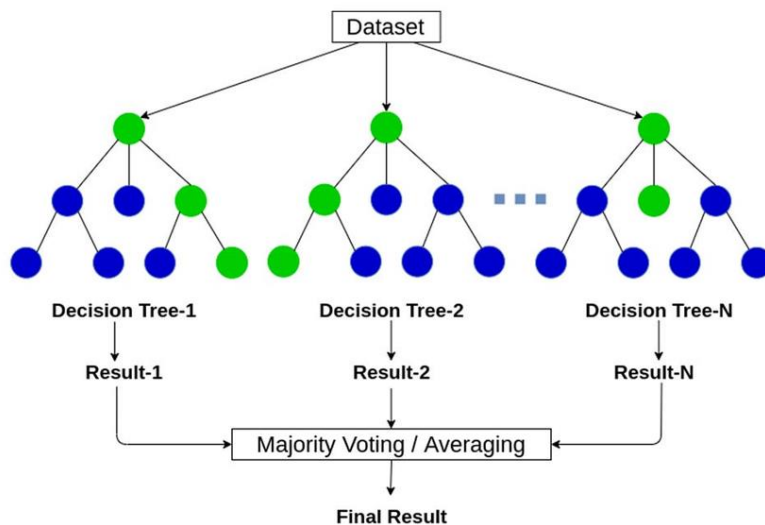 Dataset
Decision Tree-1
Decision Tree-2
Decision Tree-N
Result-1
Result-2
Result-N
Majority Voting / Averaging
Final Result